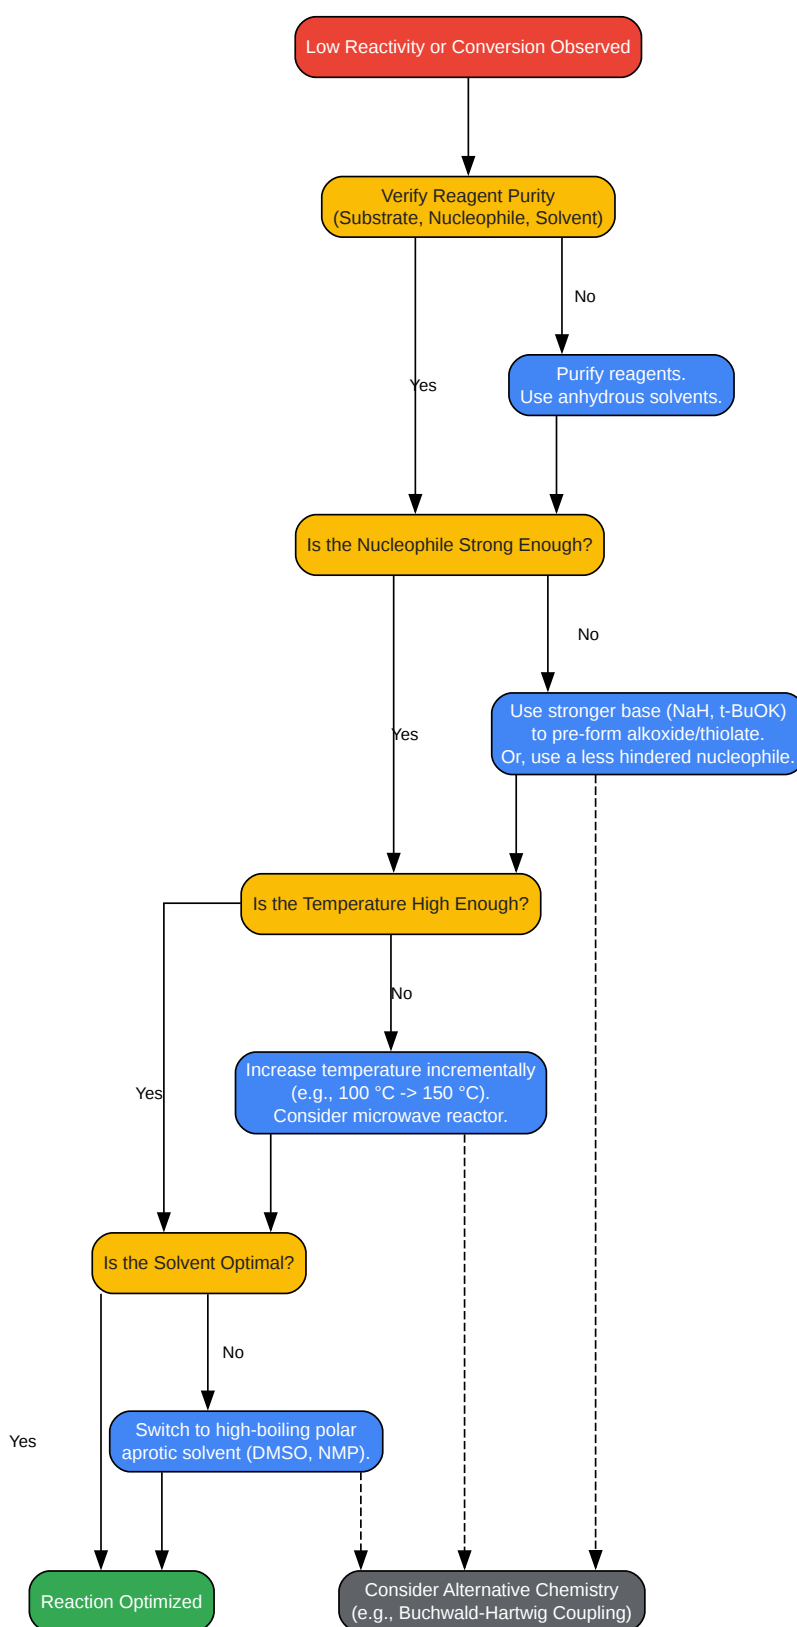 Low Reactivity or Conversion Observed
Verify Reagent Purity
(Substrate, Nucleophile, Solvent)
No
Purify reagents.
Use anhydrous solvents.
Yes
Is the Nucleophile Strong Enough?
No
Use stronger base (NaH, t-BuOK)
to pre-form alkoxide/thiolate.
Or, use a less hindered nucleophile.
Yes
Is the Temperature High Enough?
No
Increase temperature incrementally
(e.g., 100 °C -> 150 °C).
Consider microwave reactor.
Yes
Is the Solvent Optimal?
No
Switch to high-boiling polar
aprotic solvent (DMSO, NMP).
Yes
Reaction Optimized
Consider Alternative Chemistry
(e.g., Buchwald-Hartwig Coupling)